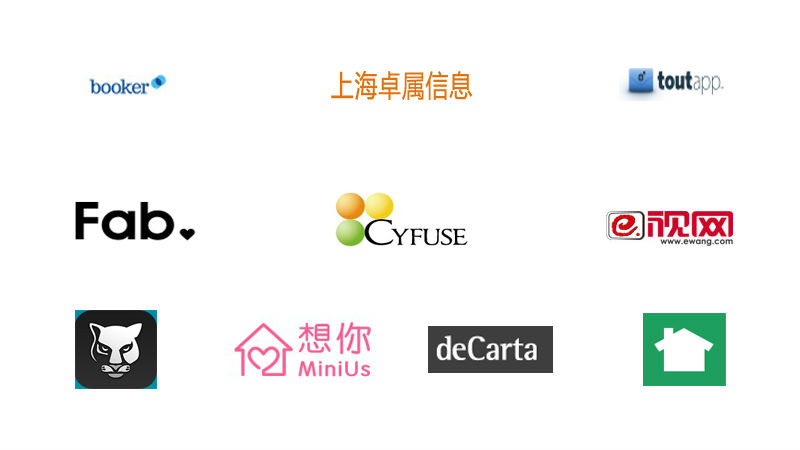 booker
上海卓属信息
toutapp
Fab
CYFUSE
e.视网
www.ewang.com
想你
MiniUs
deCarta